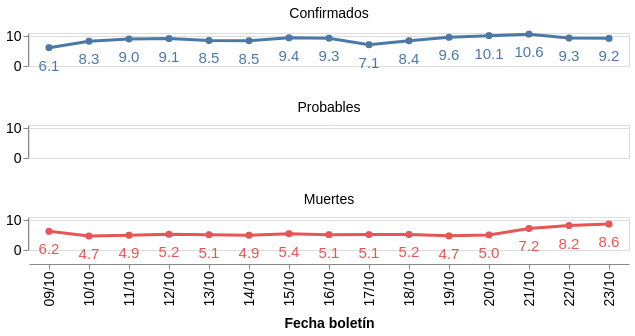 Confirmados
10
0
6.1 8.3 9.0 9.1 8.5 8.5 9.4 9.3 7.1 8.4 9.6 10.1 10.6 9.3 9.2
Probables
10
0
Muertes
10
0
6.2 4.7 4.9 5.2 5.1 4.9 5.4 5.1 5.1 5.2 4.7 5.0 7.2 8.2 8.6
09/10 10/10 11/10 12/10 13/10 14/10 15/10 16/10 17/10 18/10 19/10 20/10 21/10 22/10 23/10
Fecha boletín